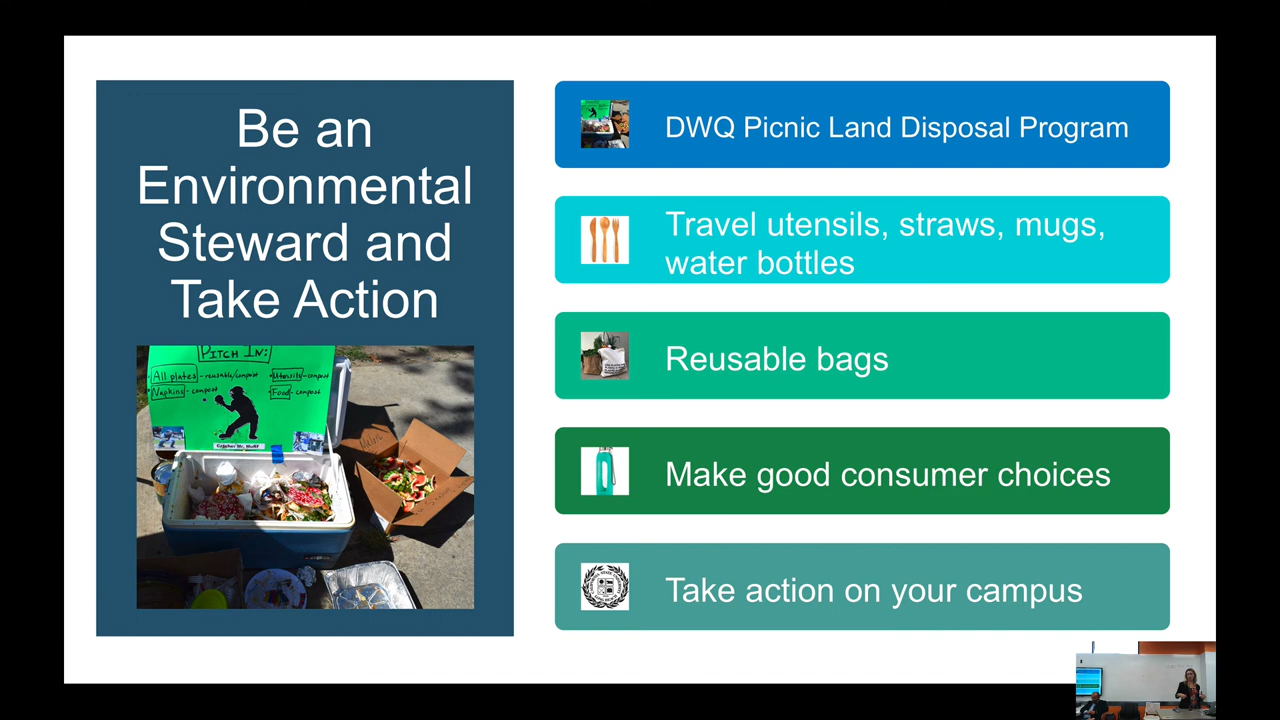 Be an
Environmental
Steward and
Take Action
PITCH IN:
All plates - reusable/compost
Utensils - compost
Napkins - compost
Food - compost
DWQ Picnic Land Disposal Program
Travel utensils, straws, mugs,
water bottles
Reusable bags
Make good consumer choices
Take action on your campus